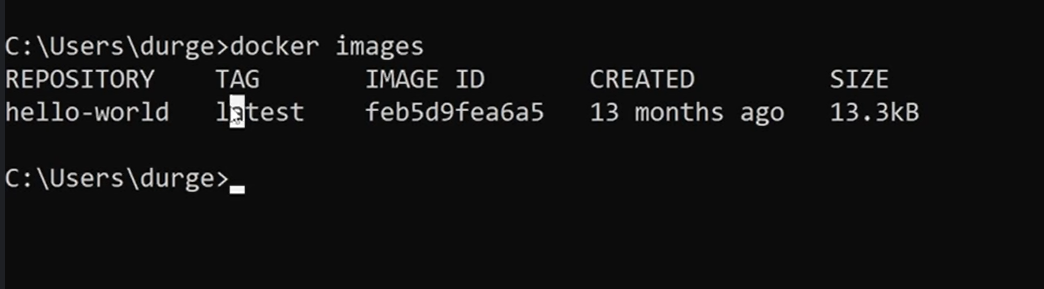 C:\Users\durge>docker images
REPOSITORY TAG IMAGE ID CREATED SIZE
hello-world latest feb5d9fea6a5 13 months ago 13.3kB
C:\Users\durge>